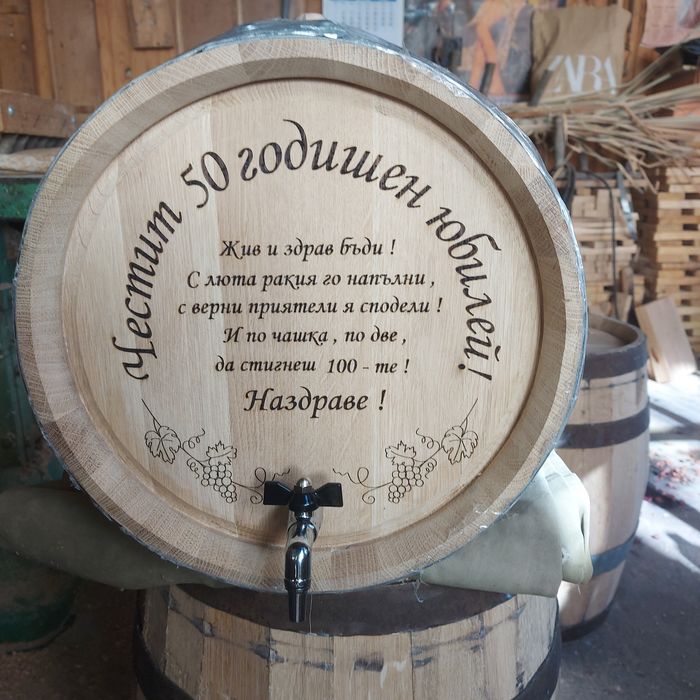 Честит 50 годишен юбилей!
Жив и здрав бъди !
С люта ракия го напълни ,
с верни приятели я сподели !
И по чашка , по две ,
да стигнеш 100 - те !
Наздраве !
ZARA